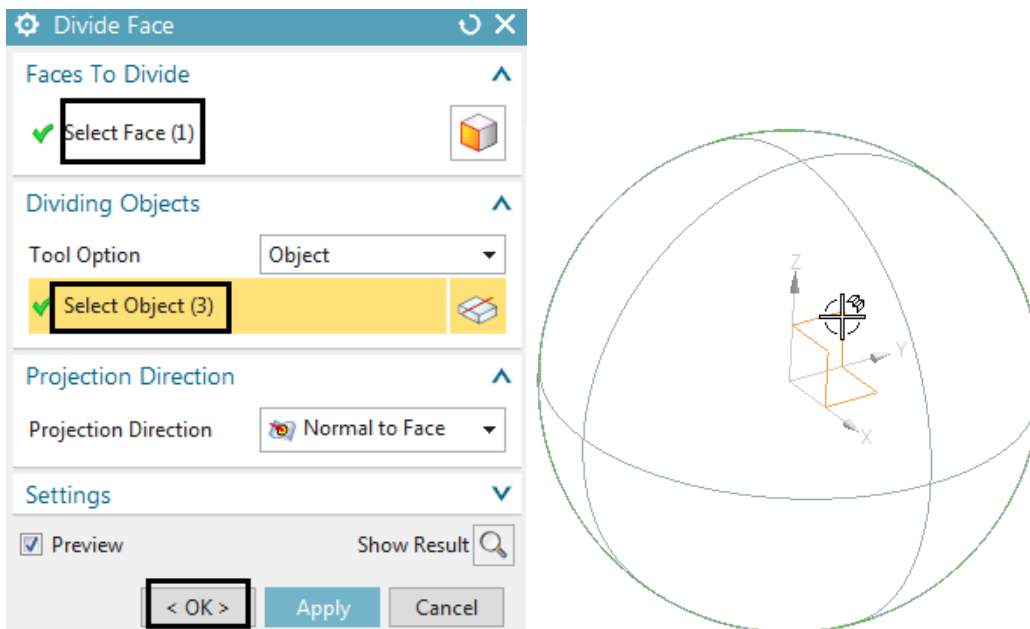 Divide Face
Faces To Divide
Select Face (1)
Dividing Objects
Tool Option Object
Select Object (3)
Projection Direction
Projection Direction Normal to Face
Settings
Preview Show Result
< OK > Apply Cancel
Z
Y
X